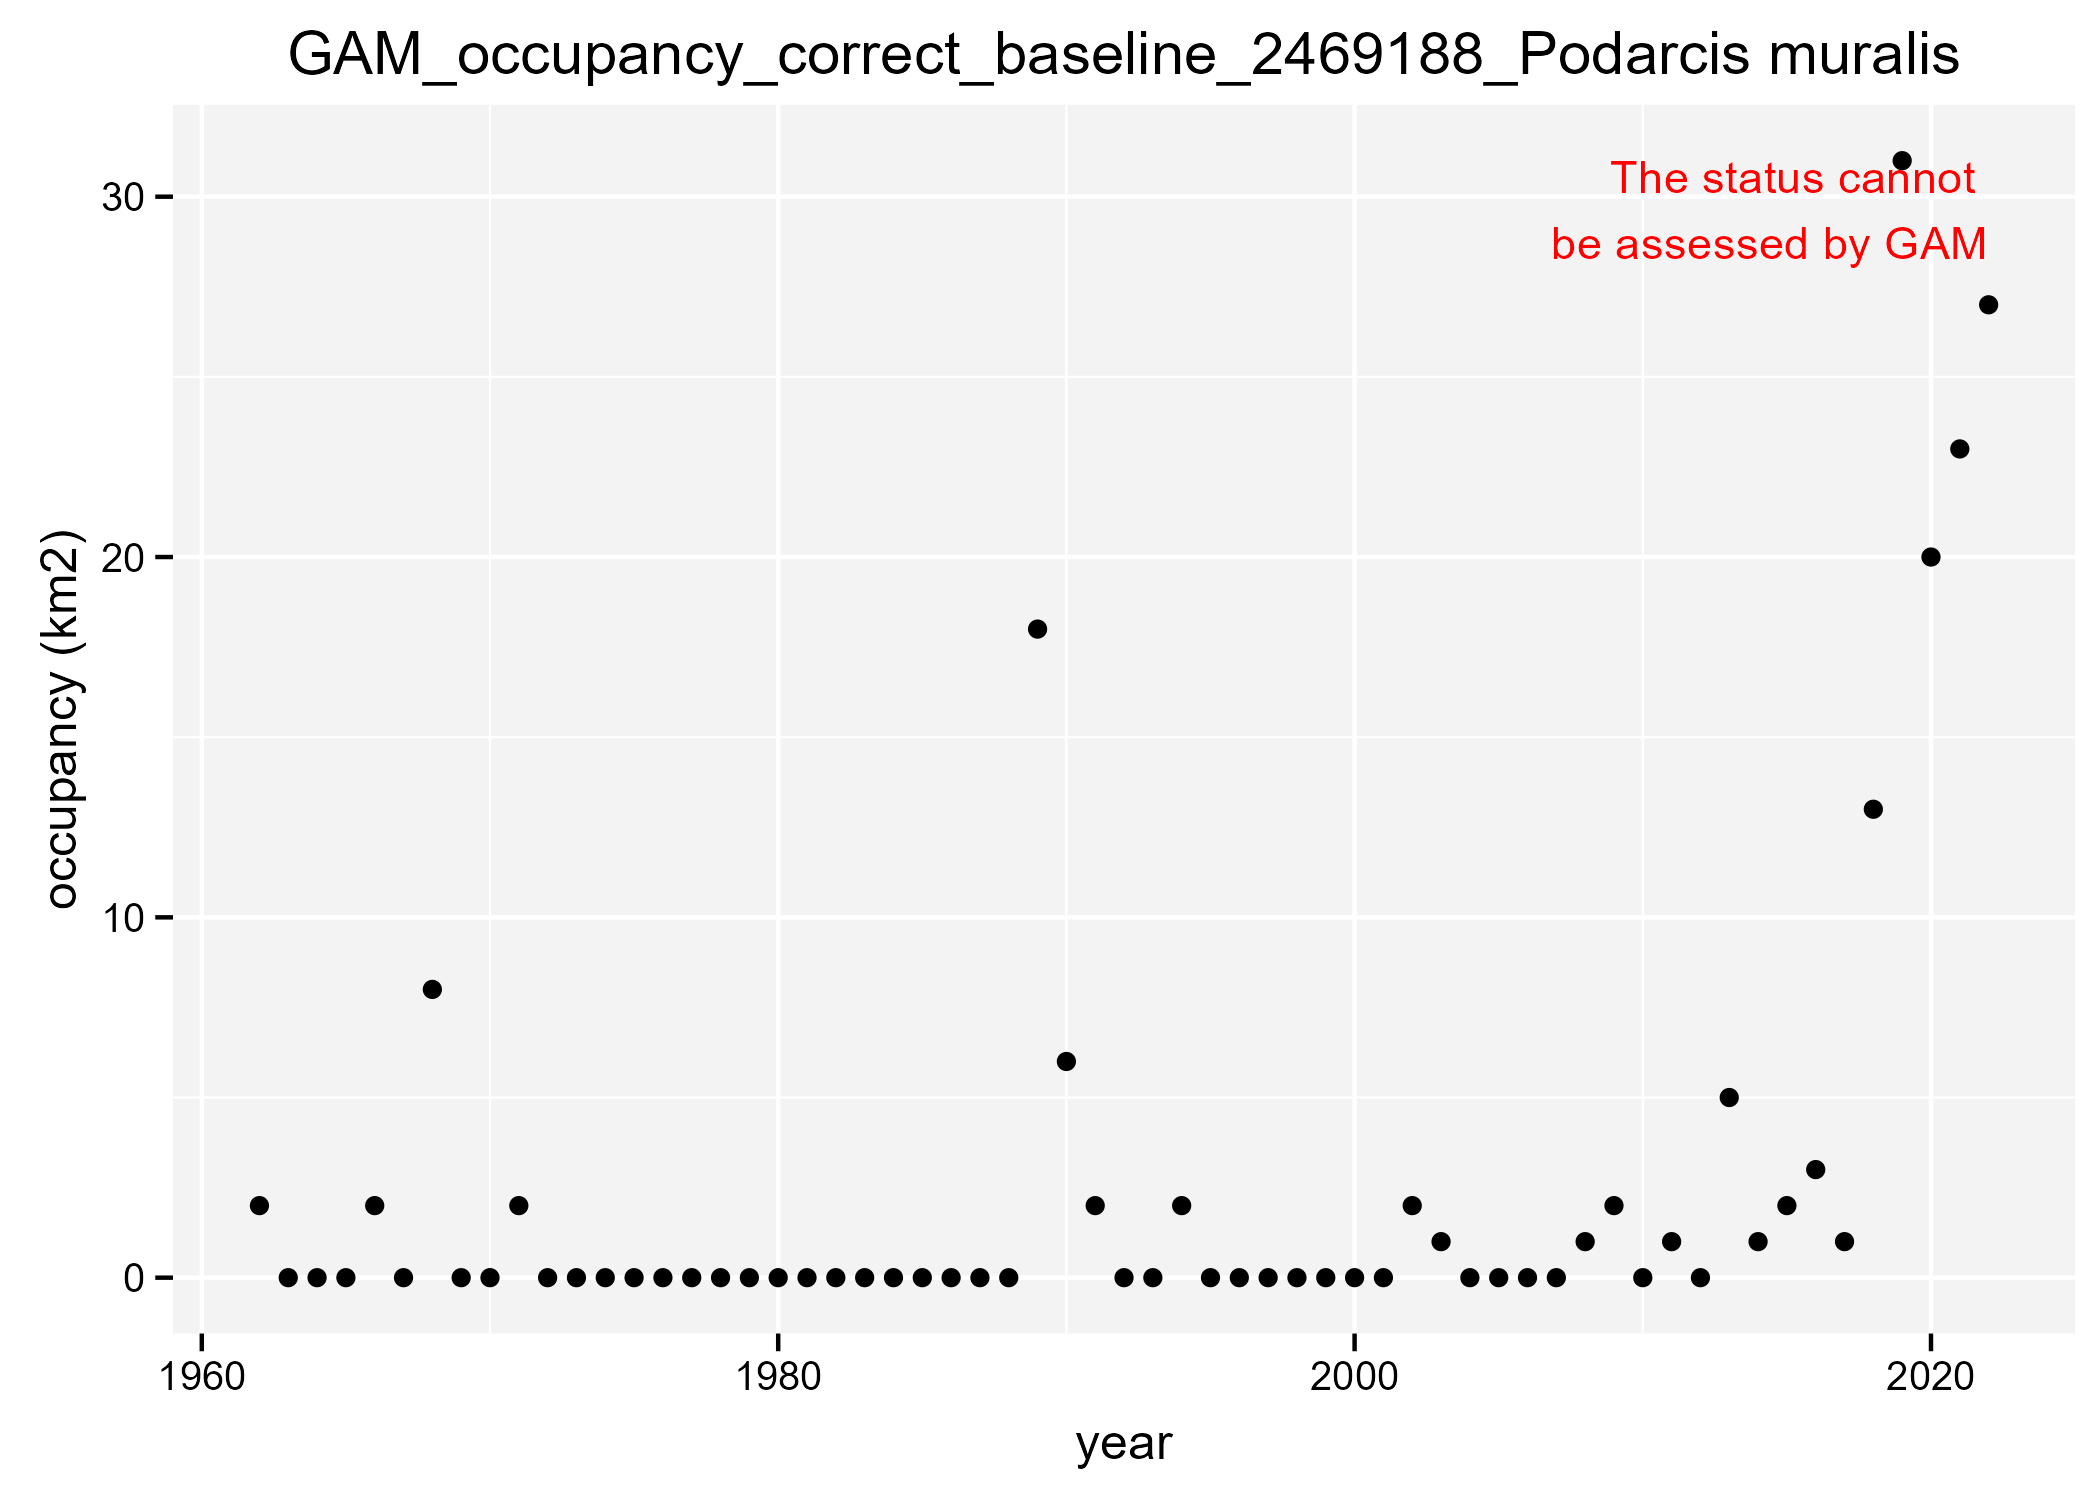 GAM_occupancy_correct_baseline_2469188_Podarcis muralis
The status cannot
be assessed by GAM
30
20
10
0
occupancy (km2)
1960 1980 2000 2020
year